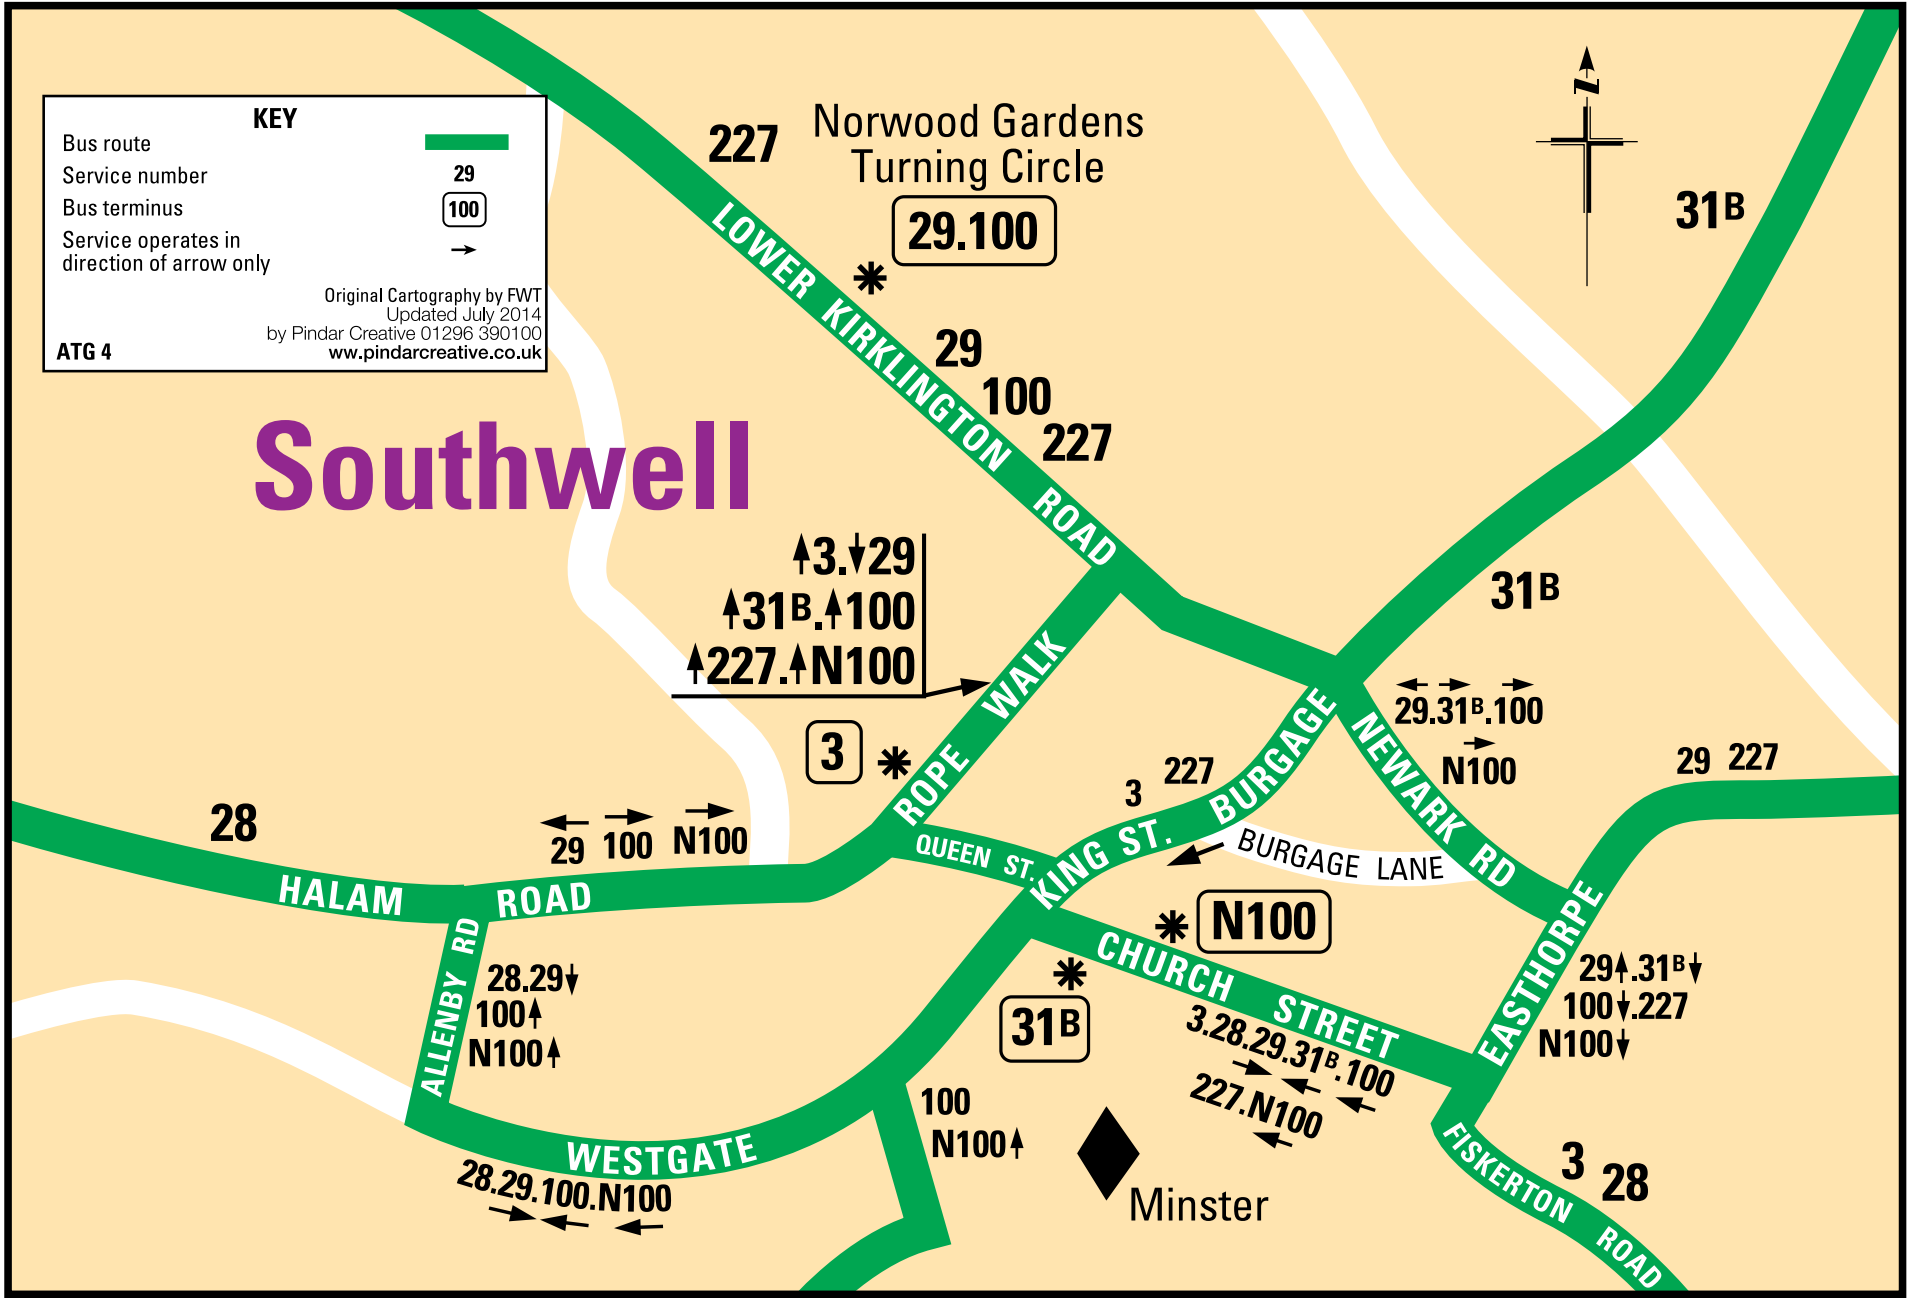 KEY
Bus route
Service number 29
Bus terminus 100
Service operates in
direction of arrow only →
Original Cartography by FWT
Updated July 2014
by Pindar Creative 01296 390100
ATG 4 ww.pindarcreative.co.uk
Southwell
227
Norwood Gardens
Turning Circle
29.100
N
31B
LOWER KIRKLINGTON ROAD
29
100
227
↑3.↓29
↑31B.↑100
↑227.↑N100
31B
ROPE WALK
3
← → →
29.31B.100
→
N100
29 227
3 227
BURGAGE
NEWARK RD
28
← → →
29 100 N100
QUEEN ST.
KING ST.
BURGAGE LANE
HALAM ROAD
N100
CHURCH STREET
EASTHORPE
ALLENBY RD
28.29↓
100↑
N100↑
31B
3.28.29.31B.100
→ ← ←
227.N100
←
29↑.31B↓
100↓.227
N100↓
100
N100↑
WESTGATE
28.29.100.N100
→ ← ←
Minster
FISKERTON ROAD
3 28